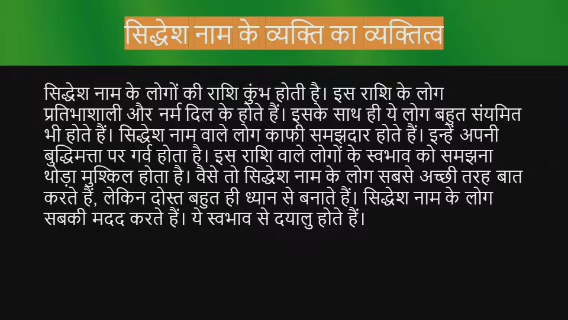 सिद्धेश नाम के व्यक्ति का व्यक्तित्व
सिद्धेश नाम के लोगों की राशि कुंभ होती है। इस राशि के लोग
प्रतिभाशाली और नर्म दिल के होते हैं। इसके साथ ही ये लोग बहुत संयमित
भी होते हैं। सिद्धेश नाम वाले लोग काफी समझदार होते हैं। इन्हें अपनी
बुद्धिमत्ता पर गर्व होता है। इस राशि वाले लोगों के स्वभाव को समझना
थोड़ा मुश्किल होता है। वैसे तो सिद्धेश नाम के लोग सबसे अच्छी तरह बात
करते हैं, लेकिन दोस्त बहुत ही ध्यान से बनाते हैं। सिद्धेश नाम के लोग
सबकी मदद करते हैं। ये स्वभाव से दयालु होते हैं।